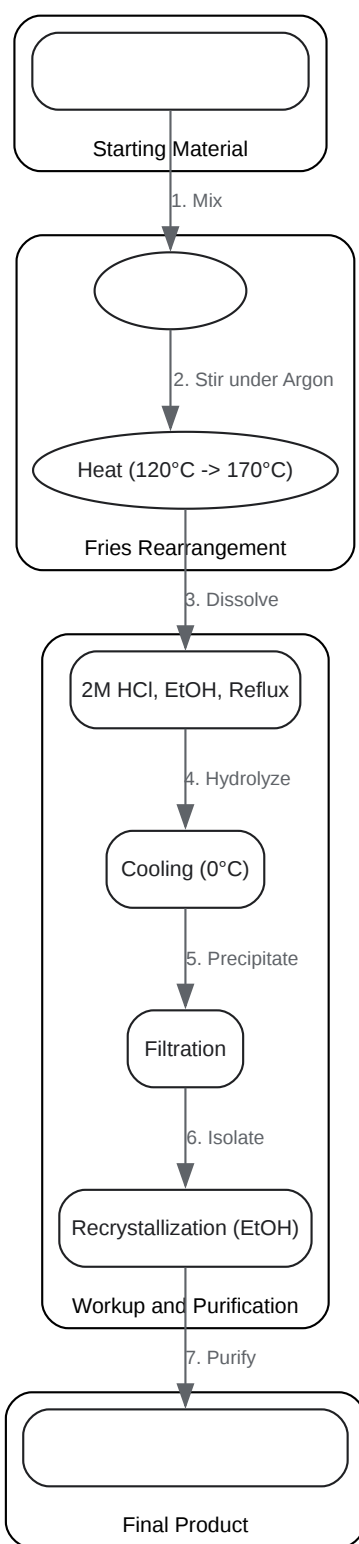 Starting Material
1. Mix
2. Stir under Argon
Heat (120°C -> 170°C)
Fries Rearrangement
3. Dissolve
2M HCl, EtOH, Reflux
4. Hydrolyze
Cooling (0°C)
5. Precipitate
Filtration
6. Isolate
Recrystallization (EtOH)
Workup and Purification
7. Purify
Final Product